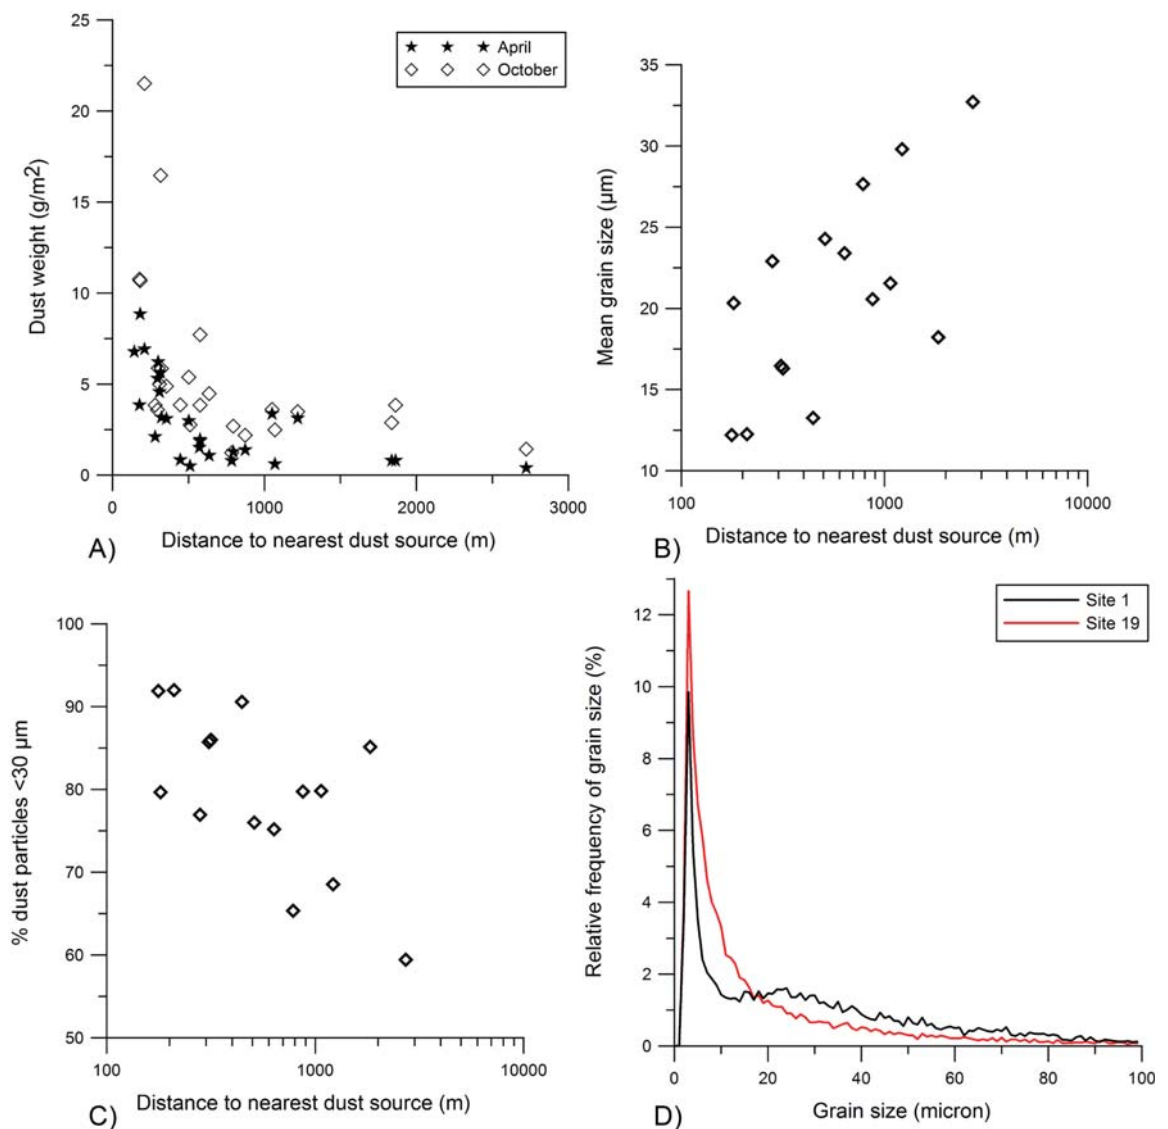 25
20
15
10
5
0
Dust weight (g/m2)
April
October
0
1000
2000
3000
A)
Distance to nearest dust source (m)
35
30
25
20
15
10
Mean grain size (µm)
100
1000
10000
B)
Distance to nearest dust source (m)
100
90
80
70
60
50
% dust particles <30 µm
100
1000
10000
C)
Distance to nearest dust source (m)
12
10
8
6
4
2
0
Relative frequency of grain size (%)
Site 1
Site 19
0
20
40
60
80
100
D)
Grain size (micron)